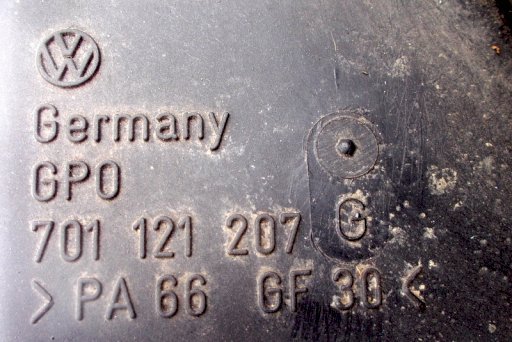 VW
Germany
GPO
701 121 207 G
> PA 66 GF 30 <